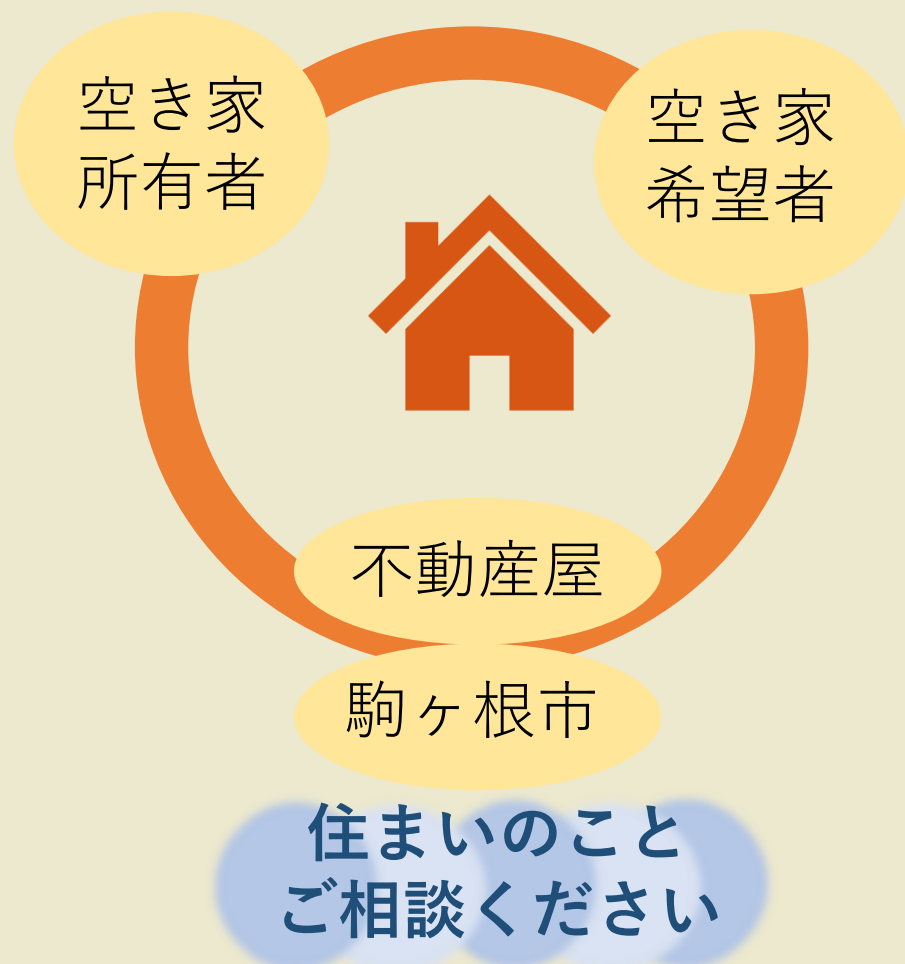 空き家
所有者
空き家
希望者
不動産屋
駒ヶ根市
住まいのこと
ご相談ください